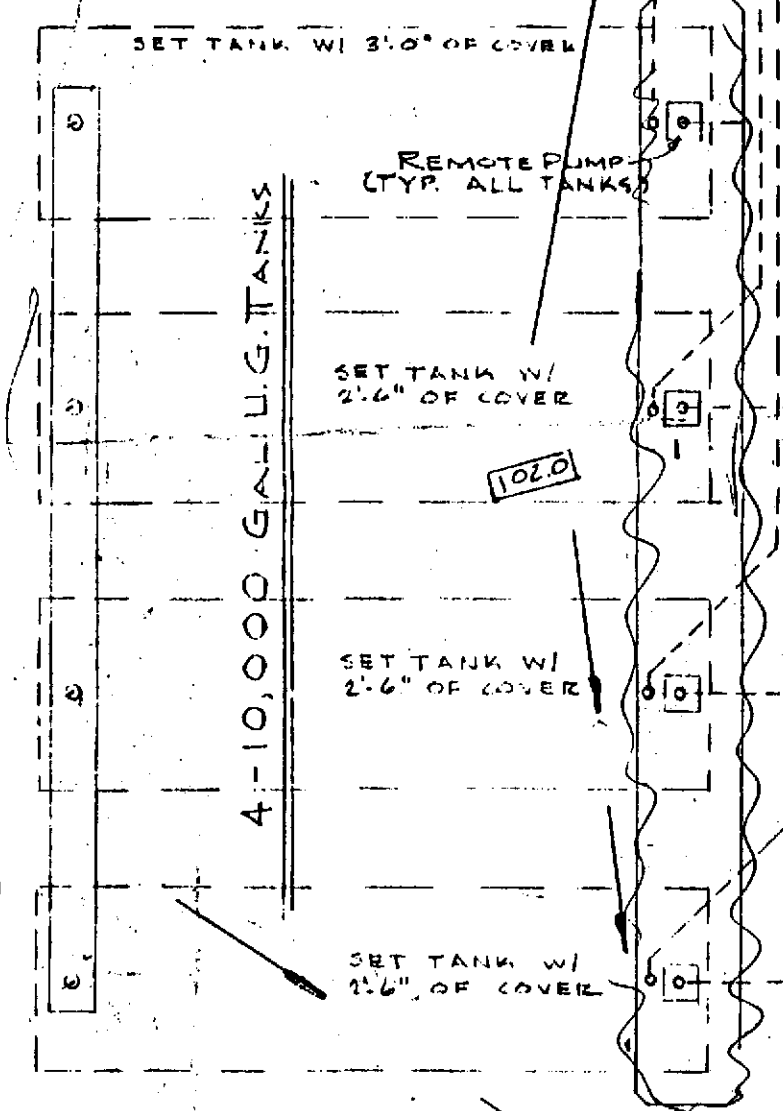 SET TANK W/ 3'.0" OF COVER
REMOTE PUMP
(TYP. ALL TANKS)
4-10,000 GAL. U.G. TANKS
SET TANK W/
2'.6" OF COVER
102.0
SET TANK W/
2'-6" OF COVER
SET TANK W/
2'.6" OF COVER